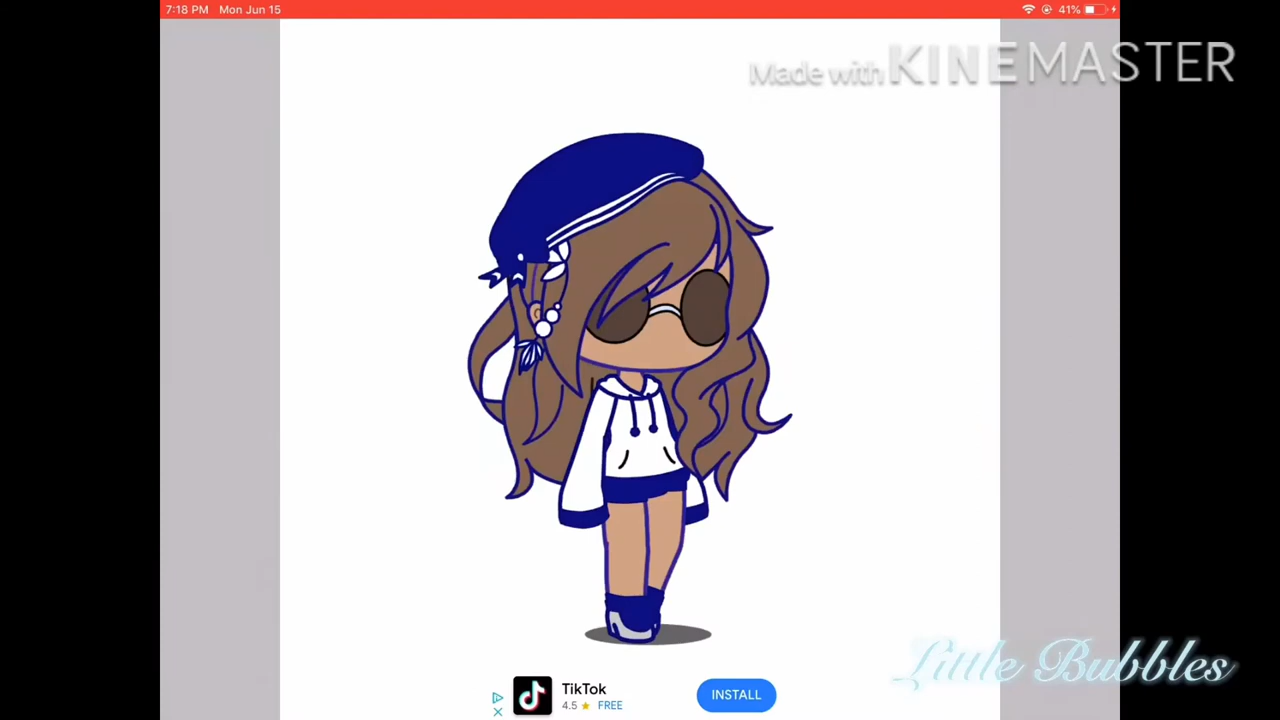 7:18 PM Mon Jun 15
41%
Made with KINEMASTER
Little Bubbles
TikTok
4.5 FREE
INSTALL